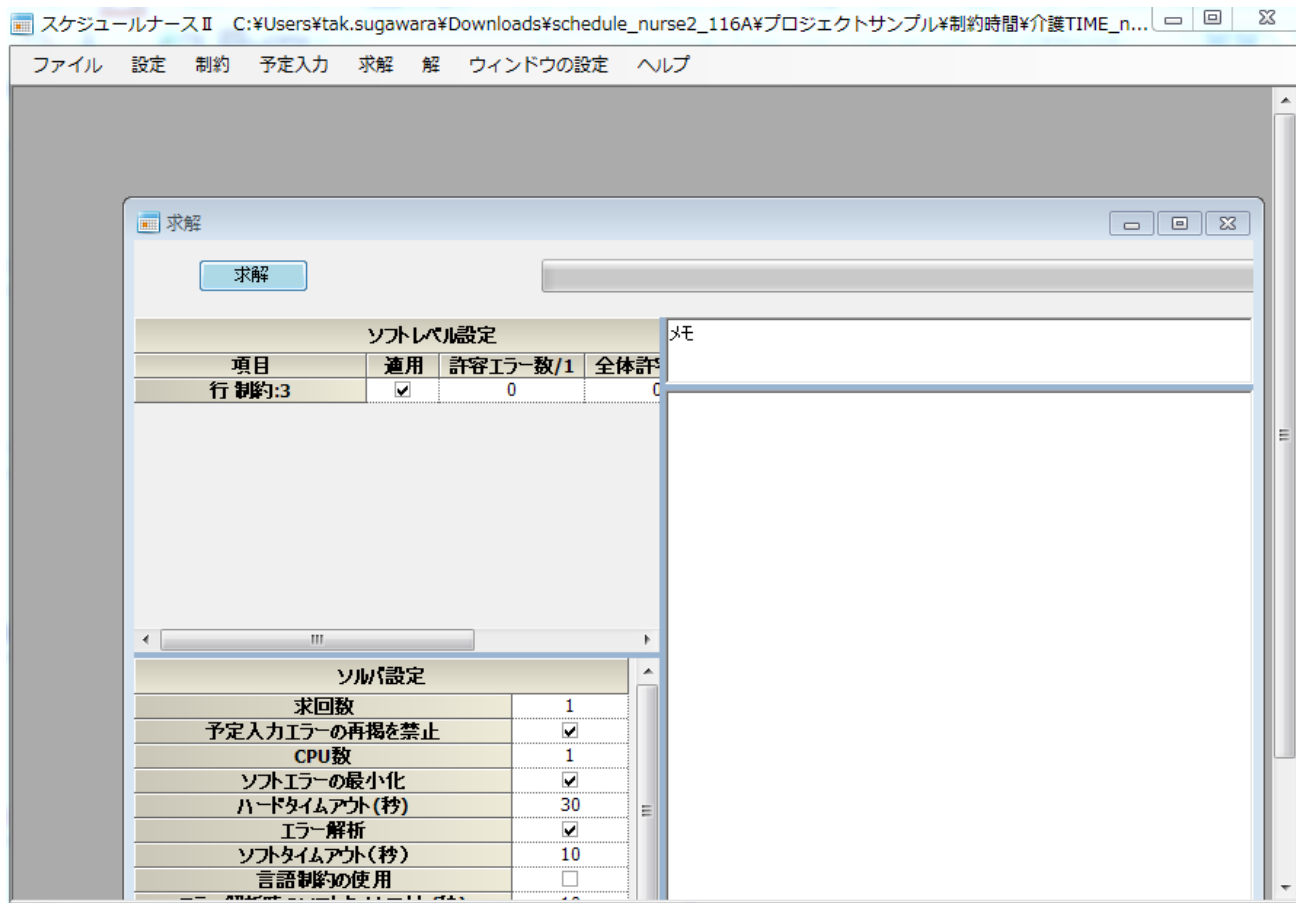 スケジュールナースⅡ C:¥Users¥tak.sugawara¥Downloads¥schedule_nurse2_116A¥プロジェクトサンプル¥制約時間¥介護TIME_n...
ファイル 設定 制約 予定入力 求解 解 ウィンドウの設定 ヘルプ
求解
求解
ソフトレベル設定
項目 適用 許容エラー数/1 全体許
行 制約:3 0 0
メモ
ソルバ設定
求回数 1
予定入力エラーの再掲を禁止
CPU数 1
ソフトエラーの最小化
ハードタイムアウト(秒) 30
エラー解析
ソフトタイムアウト(秒) 10
言語制約の使用